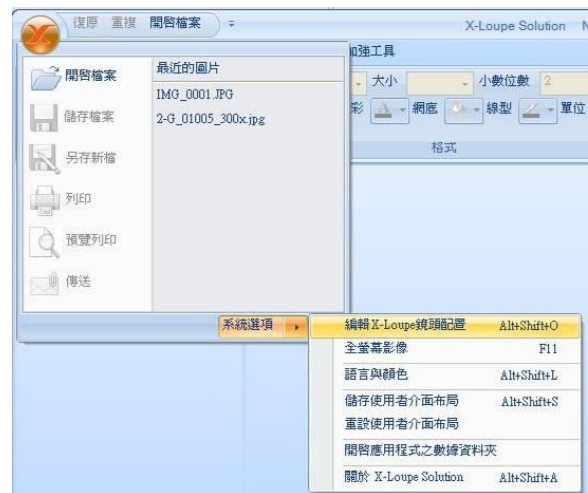 復原 重複 開啓檔案
X-Loupe Solution N
加強工具
大小 小數位數 2
彩 網底 線型 單位
格式
開啓檔案
儲存檔案
另存新檔
列印
預覽列印
傳送
最近的圖片
IMG_0001.JPG
2-G_01005_300x.jpg
系統選項
編輯X-Loupe鏡頭配置 Alt+Shift+O
全螢幕影像 F11
語言與顏色 Alt+Shift+L
儲存使用者介面布局 Alt+Shift+S
重設使用者介面布局
開啓應用程式之數據資料夾
關於 X-Loupe Solution Alt+Shift+A